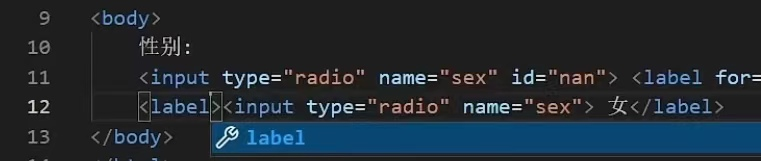 9 <body>
10 性别:
11 <input type="radio" name="sex" id="nan"> <label for=
12 <label><input type="radio" name="sex"> 女</label>
13 </body>
label